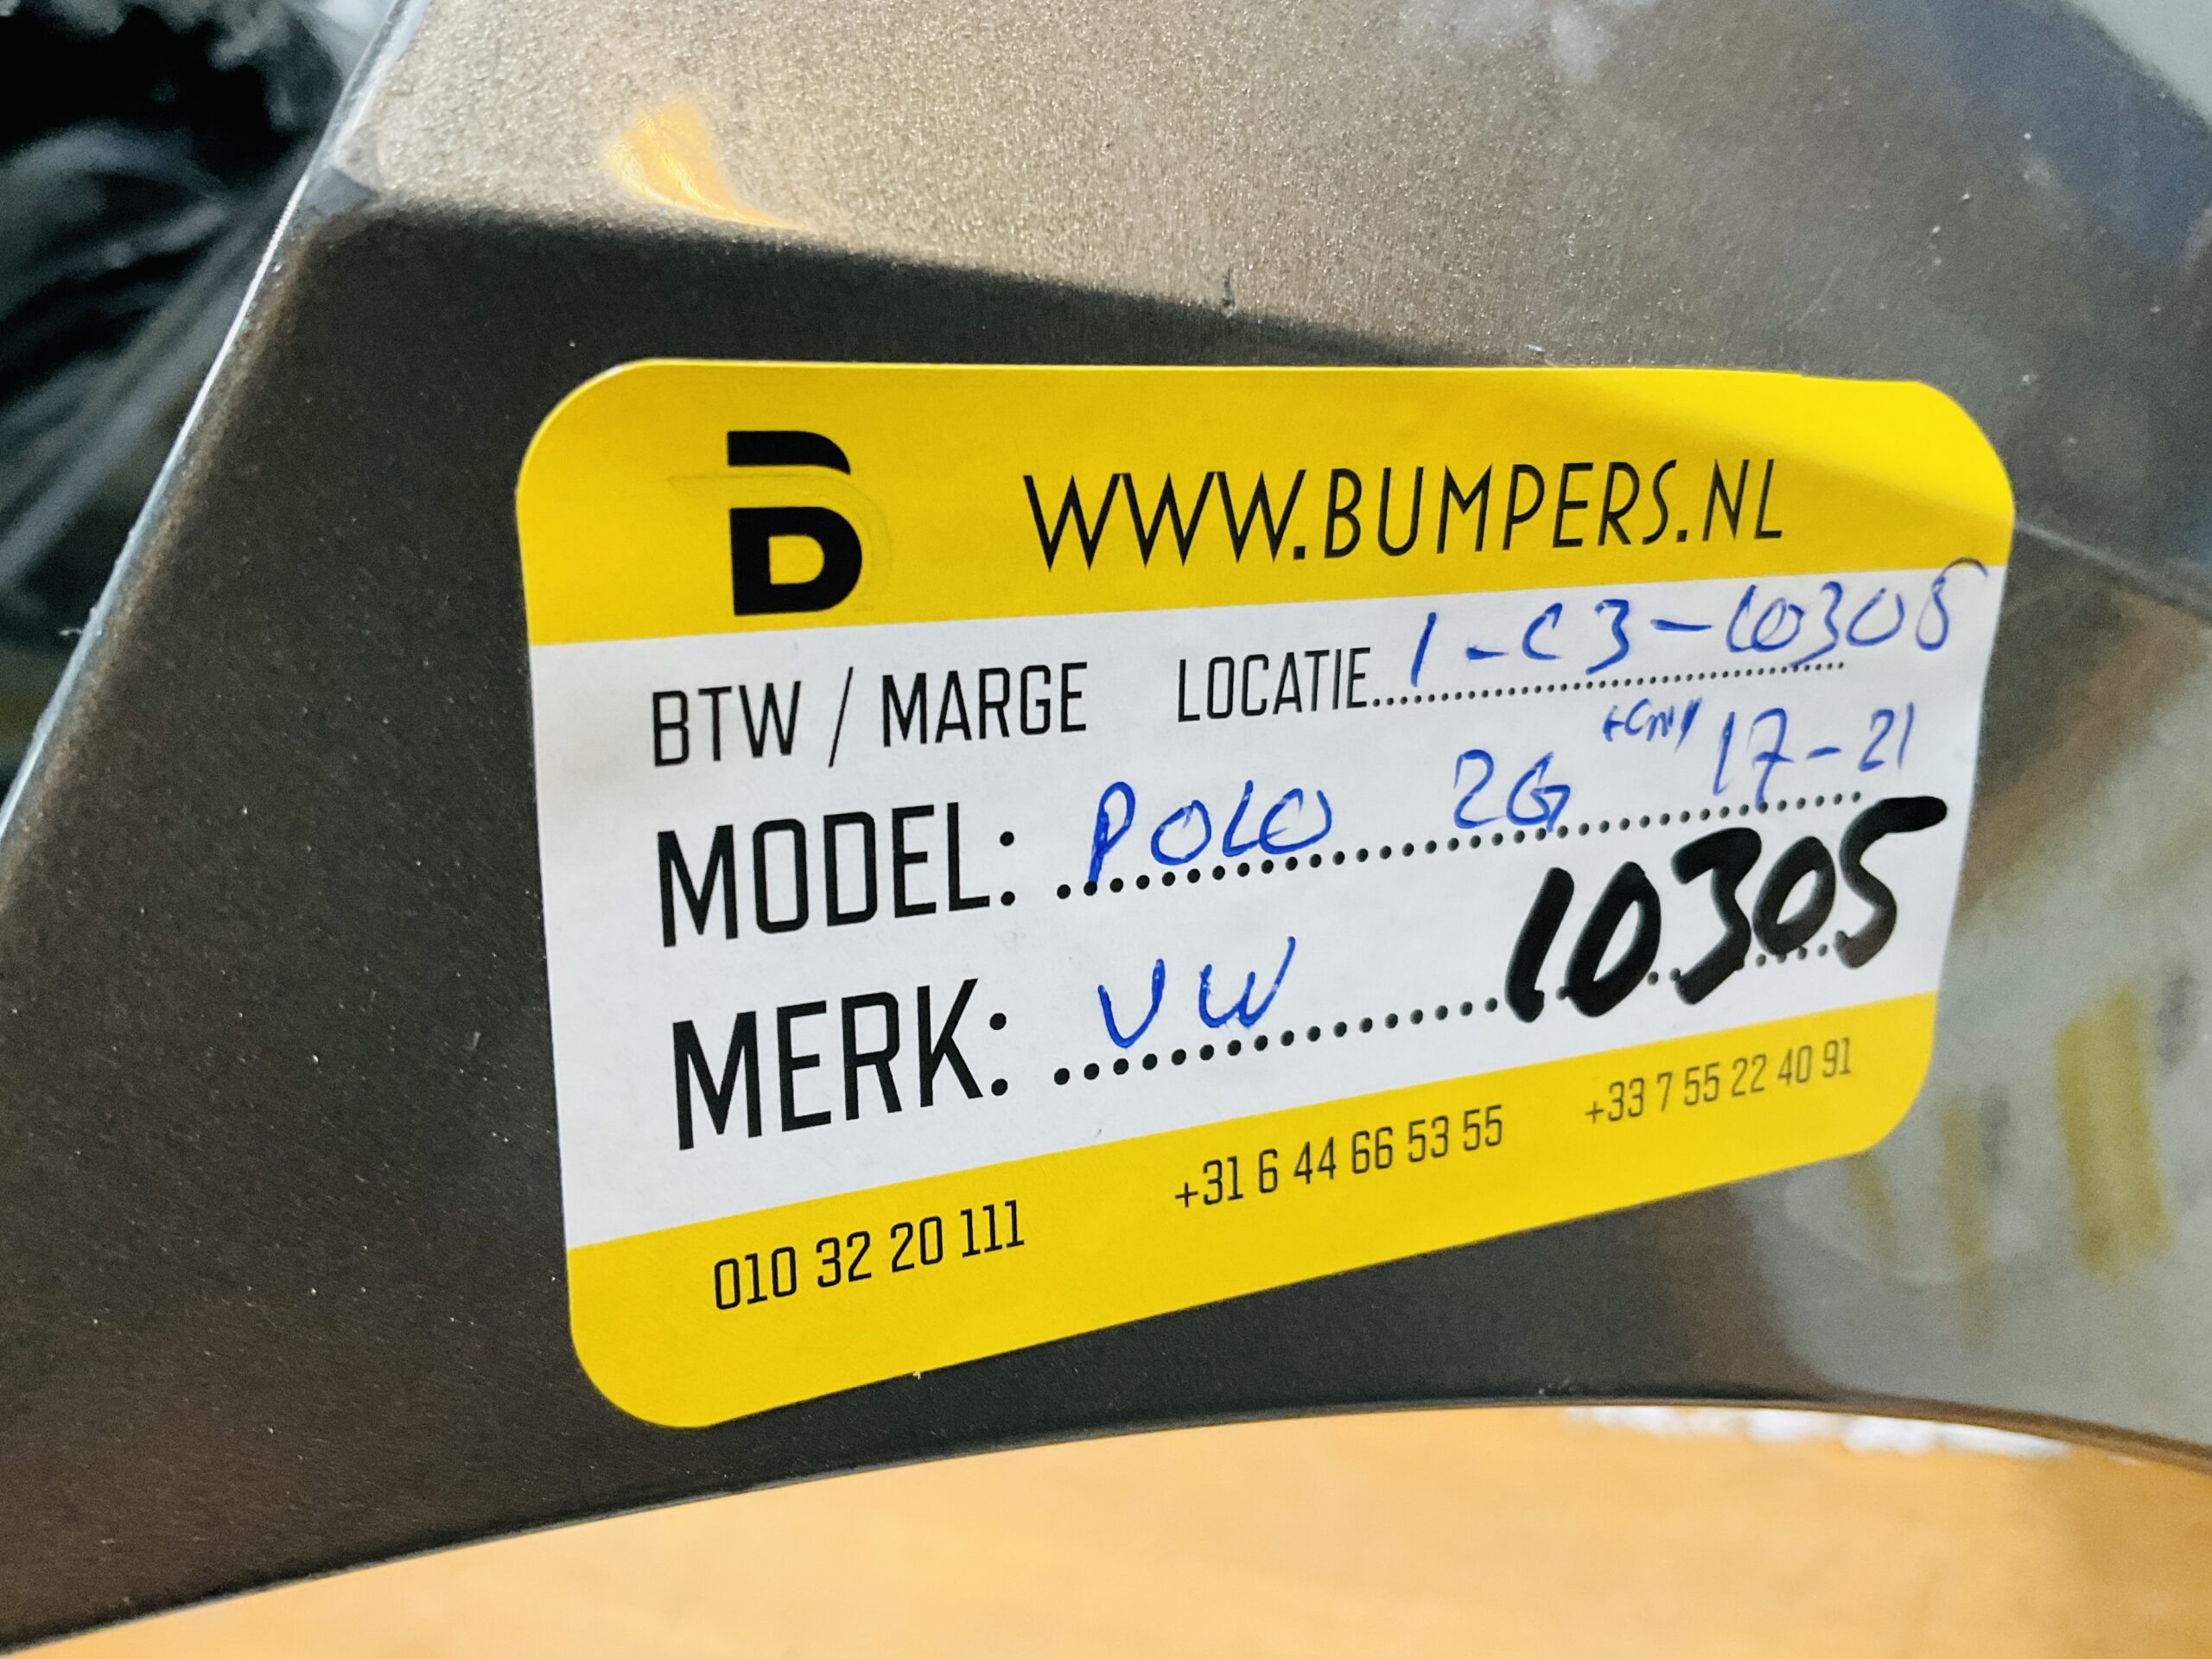 B WWW.BUMPERS.NL
BTW / MARGE LOCATIE 1-C3-10305
MODEL: POLO 2G 17-21
MERK: VW 10305
010 32 20 111 +31 6 44 66 53 55 +33 7 55 22 40 91